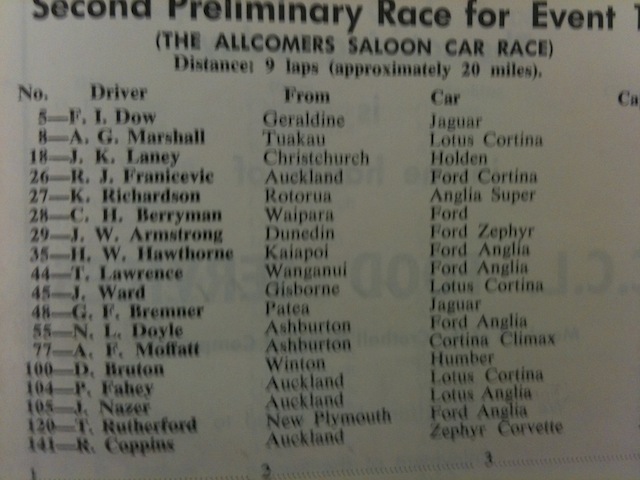 Second Preliminary Race for Event 1
(THE ALLCOMERS SALOON CAR RACE)
Distance: 9 laps (approximately 20 miles).
No. Driver From Car Ca
5—F. I. Dow Geraldine Jaguar
8—A. G. Marshall Tuakau Lotus Cortina
18—J. K. Laney Christchurch Holden
26—R. J. Franicevic Auckland Ford Cortina
27—K. Richardson Rotorua Anglia Super
28—C. H. Berryman Waipara Ford
29—J. W. Armstrong Dunedin Ford Zephyr
35—H. W. Hawthorne Kaiapoi Ford Anglia
44—T. Lawrence Wanganui Ford Anglia
45—J. Ward Gisborne Lotus Cortina
48—G. F. Bremner Patea Jaguar
55—N. L. Doyle Ashburton Ford Anglia
77—A. F. Moffatt Ashburton Cortina Climax
100—D. Bruton Winton Humber
104—P. Fahey Auckland Lotus Cortina
105—J. Nazer Auckland Lotus Anglia
120—T. Rutherford New Plymouth Ford Anglia
141—R. Coppins Auckland Zephyr Corvette
1 2 3